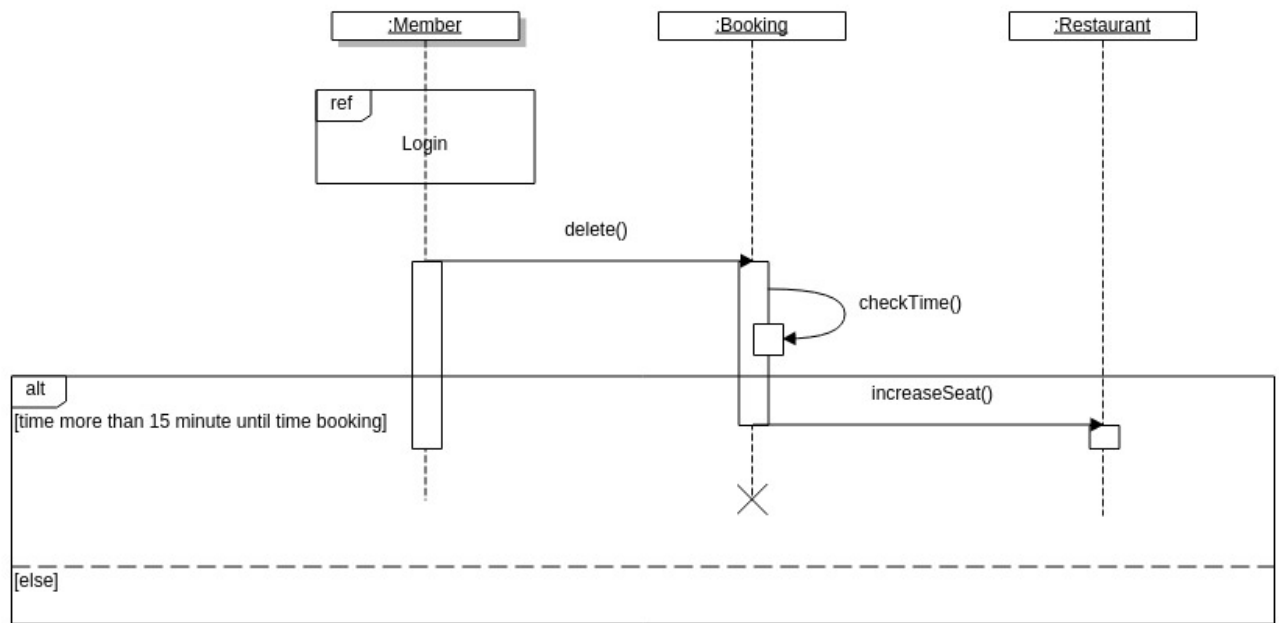 :Member
:Booking
:Restaurant
ref
Login
delete()
checkTime()
alt
increaseSeat()
[time more than 15 minute until time booking]
[else]